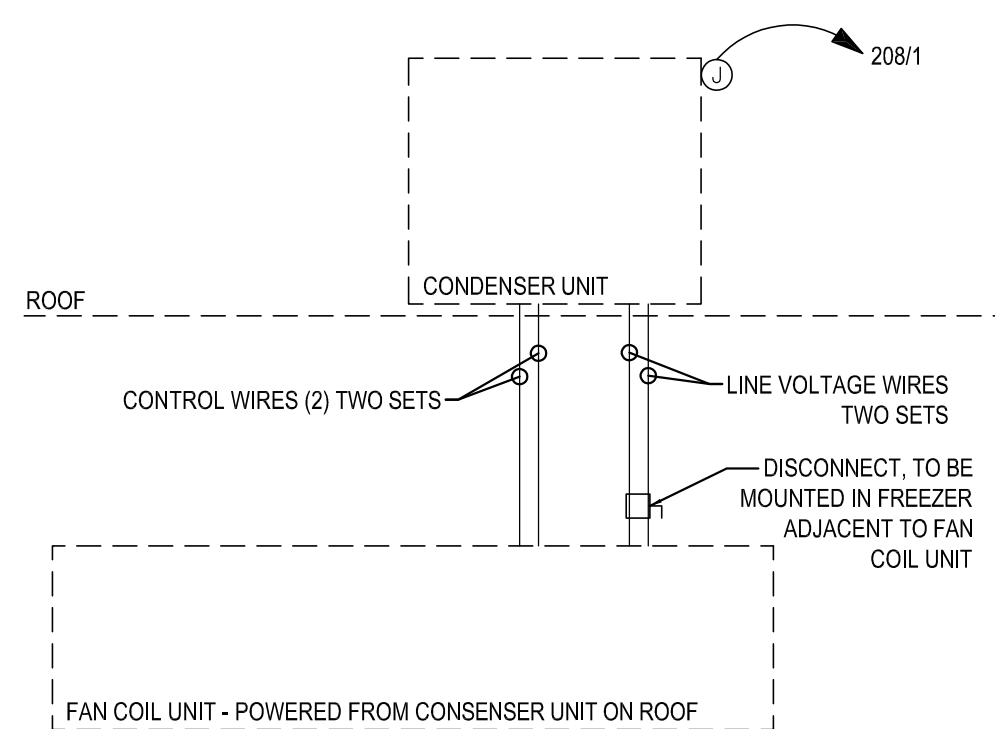 208/1
J
CONDENSER UNIT
ROOF
CONTROL WIRES (2) TWO SETS
LINE VOLTAGE WIRES
TWO SETS
DISCONNECT, TO BE
MOUNTED IN FREEZER
ADJACENT TO FAN
COIL UNIT
FAN COIL UNIT - POWERED FROM CONSENSER UNIT ON ROOF